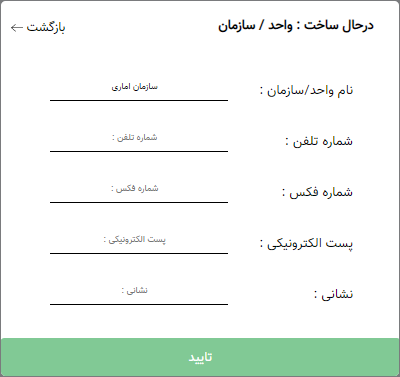 درحال ساخت : واحد / سازمان
بازگشت ←
نام واحد/سازمان :
سازمان اماری
شماره تلفن :
شماره تلفن :
شماره فکس :
شماره فکس :
پست الکترونیکی :
پست الکترونیکی :
نشانی :
نشانی :
تایید